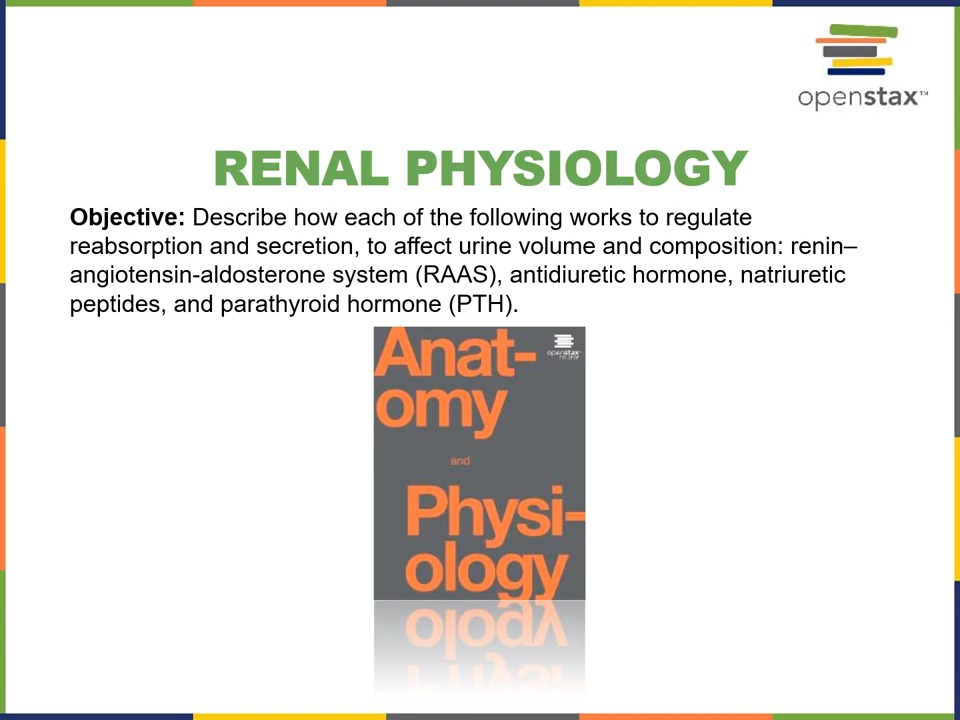 openstax™
RENAL PHYSIOLOGY
Objective: Describe how each of the following works to regulate
reabsorption and secretion, to affect urine volume and composition: renin–
angiotensin-aldosterone system (RAAS), antidiuretic hormone, natriuretic
peptides, and parathyroid hormone (PTH).
openstax
Anat-
omy
and
Physi-
ology